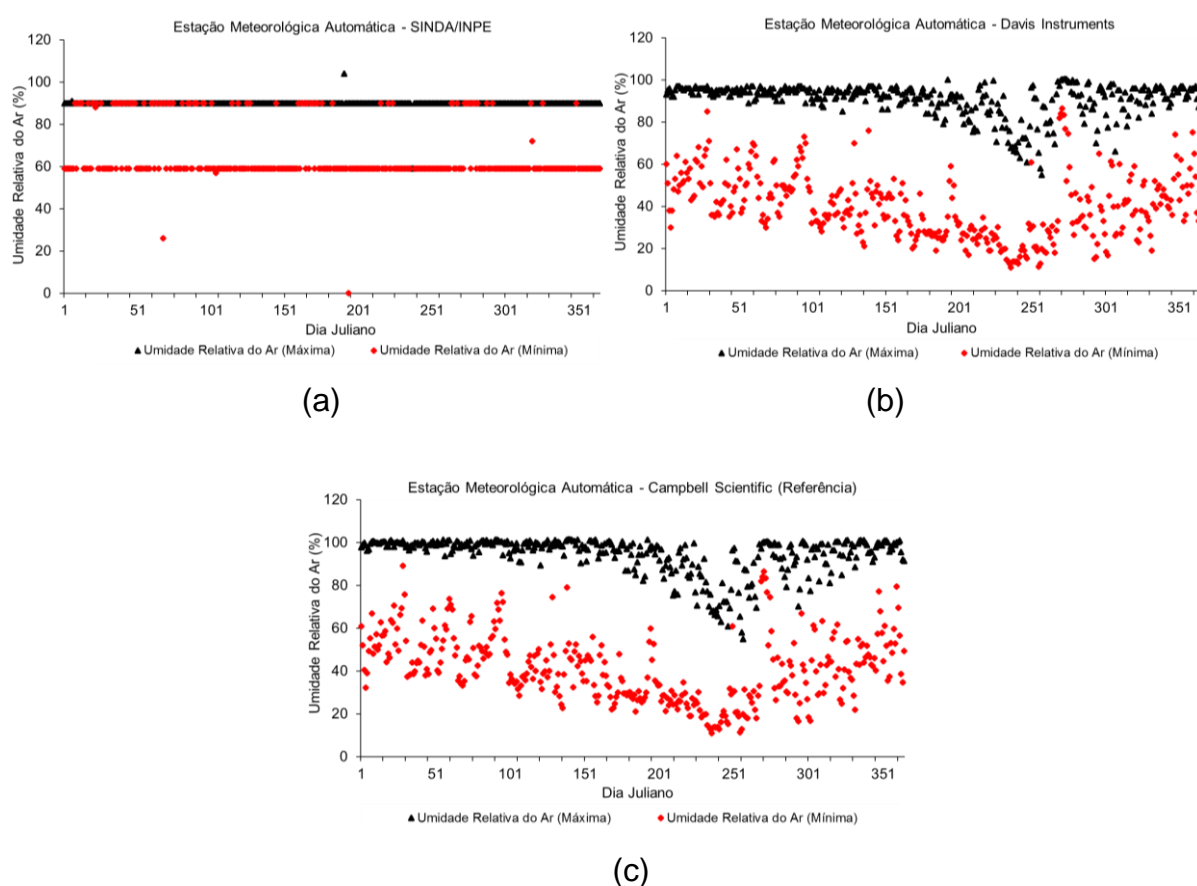 Estação Meteorológica Automática - SINDA/INPE
Umidade Relativa do Ar (%)
120
100
80
60
40
20
0
1 51 101 151 201 251 301 351
Dia Juliano
Umidade Relativa do Ar (Máxima) Umidade Relativa do Ar (Mínima)
(a)
Estação Meteorológica Automática - Davis Instruments
Umidade Relativa do Ar (%)
120
100
80
60
40
20
0
1 51 101 151 201 251 301 351
Dia Juliano
Umidade Relativa do Ar (Máxima) Umidade Relativa do Ar (Mínima)
(b)
Estação Meteorológica Automática - Campbell Scientific (Referência)
Umidade Relativa do Ar (%)
120
100
80
60
40
20
0
1 51 101 151 201 251 301 351
Dia Juliano
Umidade Relativa do Ar (Máxima) Umidade Relativa do Ar (Mínima)
(c)